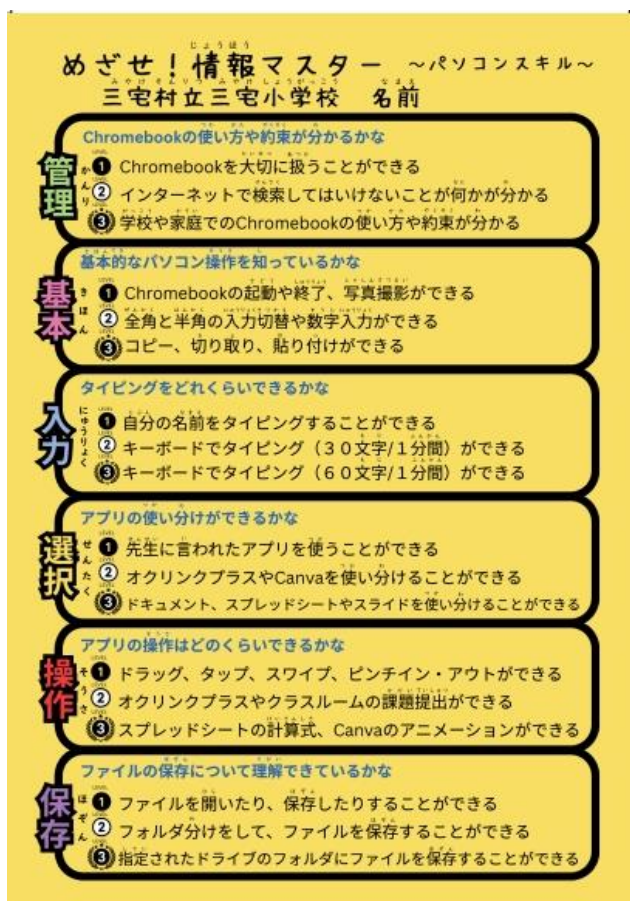 めざせ！情報マスター ～パソコンスキル～
三宅村立三宅小学校 名前
管理
Chromebookの使い方や約束が分かるかな
1 Chromebookを大切に扱うことができる
2 インターネットで検索してはいけないことが何かが分かる
3 学校や家庭でのChromebookの使い方や約束が分かる
基本
基本的なパソコン操作を知っているかな
1 Chromebookの起動や終了、写真撮影ができる
2 全角と半角の入力切替や数字入力ができる
3 コピー、切り取り、貼り付けができる
入力
タイピングをどれくらいできるかな
1 自分の名前をタイピングすることができる
2 キーボードでタイピング（３０文字/１分間）ができる
3 キーボードでタイピング（６０文字/１分間）ができる
選択
アプリの使い分けができるかな
1 先生に言われたアプリを使うことができる
2 オクリンクプラスやCanvaを使い分けることができる
3 ドキュメント、スプレッドシートやスライドを使い分けることができる
操作
アプリの操作はどのくらいできるかな
1 ドラッグ、タップ、スワイプ、ピンチイン・アウトができる
2 オクリンクプラスやクラスルームの課題提出ができる
3 スプレッドシートの計算式、Canvaのアニメーションができる
保存
ファイルの保存について理解できているかな
1 ファイルを開いたり、保存したりすることができる
2 フォルダ分けをして、ファイルを保存することができる
3 指定されたドライブのフォルダにファイルを保存することができる